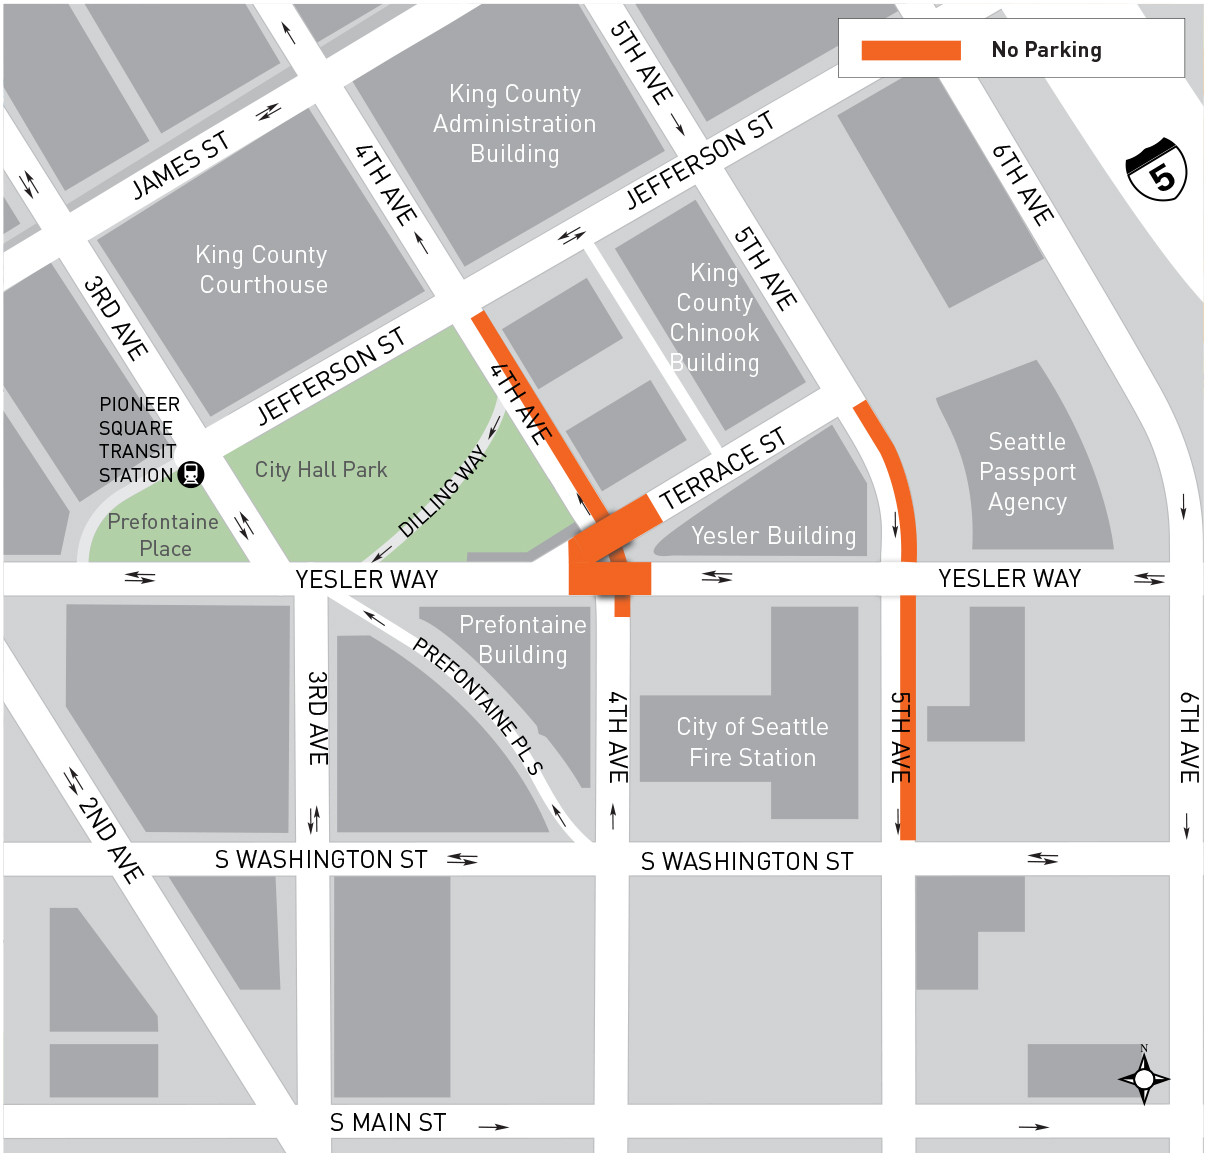 No Parking
5TH AVE
King County
Administration
Building
JAMES ST
4TH AVE
JEFFERSON ST
6TH AVE
5
King County
Courthouse
5TH AVE
King
County
Chinook
Building
3RD AVE
JEFFERSON ST
4TH AVE
PIONEER
SQUARE
TRANSIT
STATION
City Hall Park
DILLING WAY
TERRACE ST
Seattle
Passport
Agency
Prefontaine
Place
Yesler Building
YESLER WAY
YESLER WAY
Prefontaine
Building
PREFONTAINE PL S
3RD AVE
4TH AVE
City of Seattle
Fire Station
5TH AVE
6TH AVE
2ND AVE
S WASHINGTON ST
S WASHINGTON ST
N
S MAIN ST